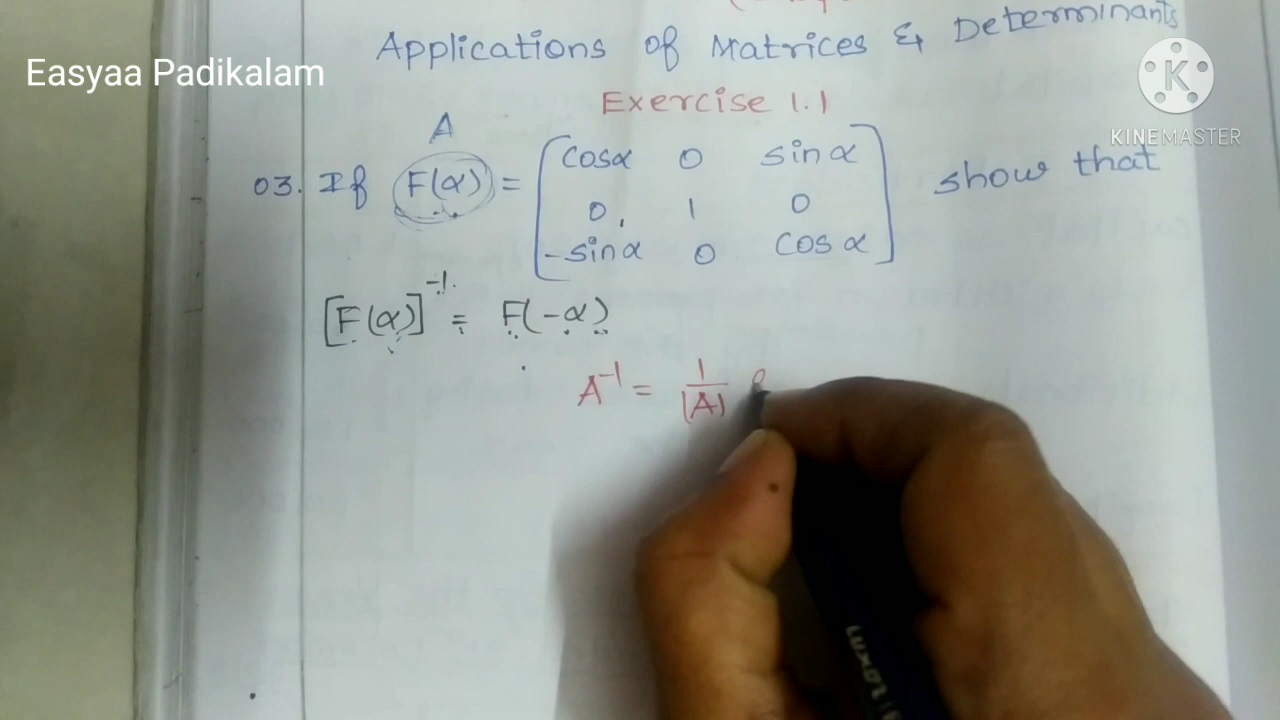 Applications of Matrices & Determinants
Easyaa Padikalam
K
KINEMASTER
Exercise 1.1
A
03. If F(α) = [cosα 0 sinα
0, 1 0
-sinα 0 cosα] show that
[F(α)]⁻¹ = F(-α)
A⁻¹ = 1/|A|
LUXOR